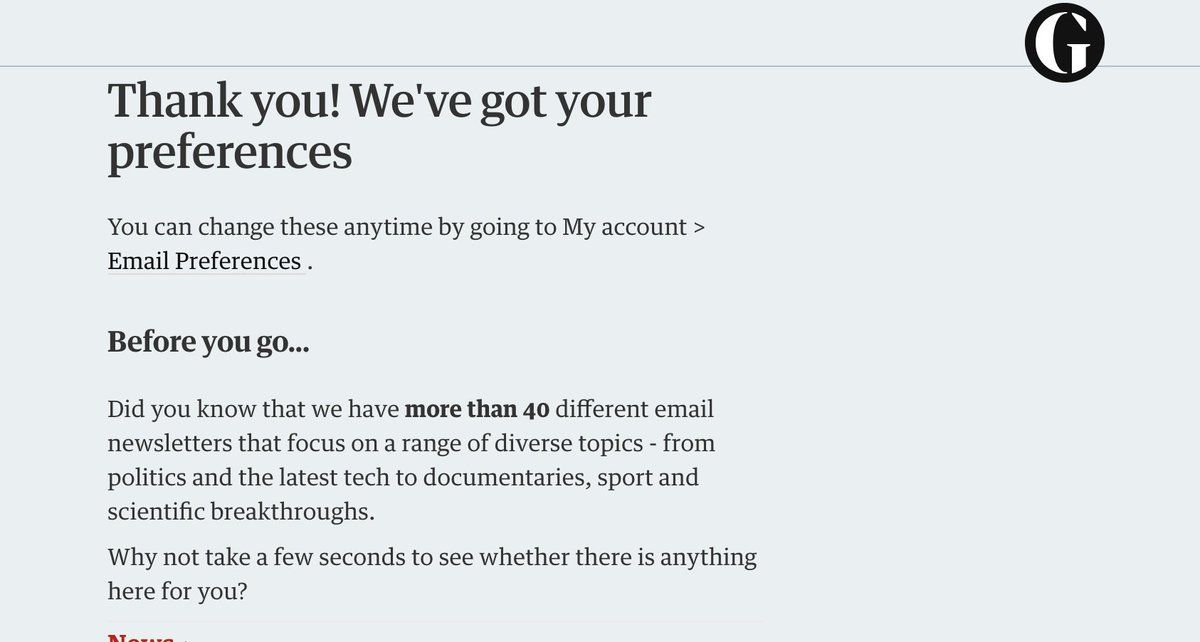 G
Thank you! We've got your
preferences
You can change these anytime by going to My account >
Email Preferences .
Before you go...
Did you know that we have more than 40 different email
newsletters that focus on a range of diverse topics - from
politics and the latest tech to documentaries, sport and
scientific breakthroughs.
Why not take a few seconds to see whether there is anything
here for you?
News